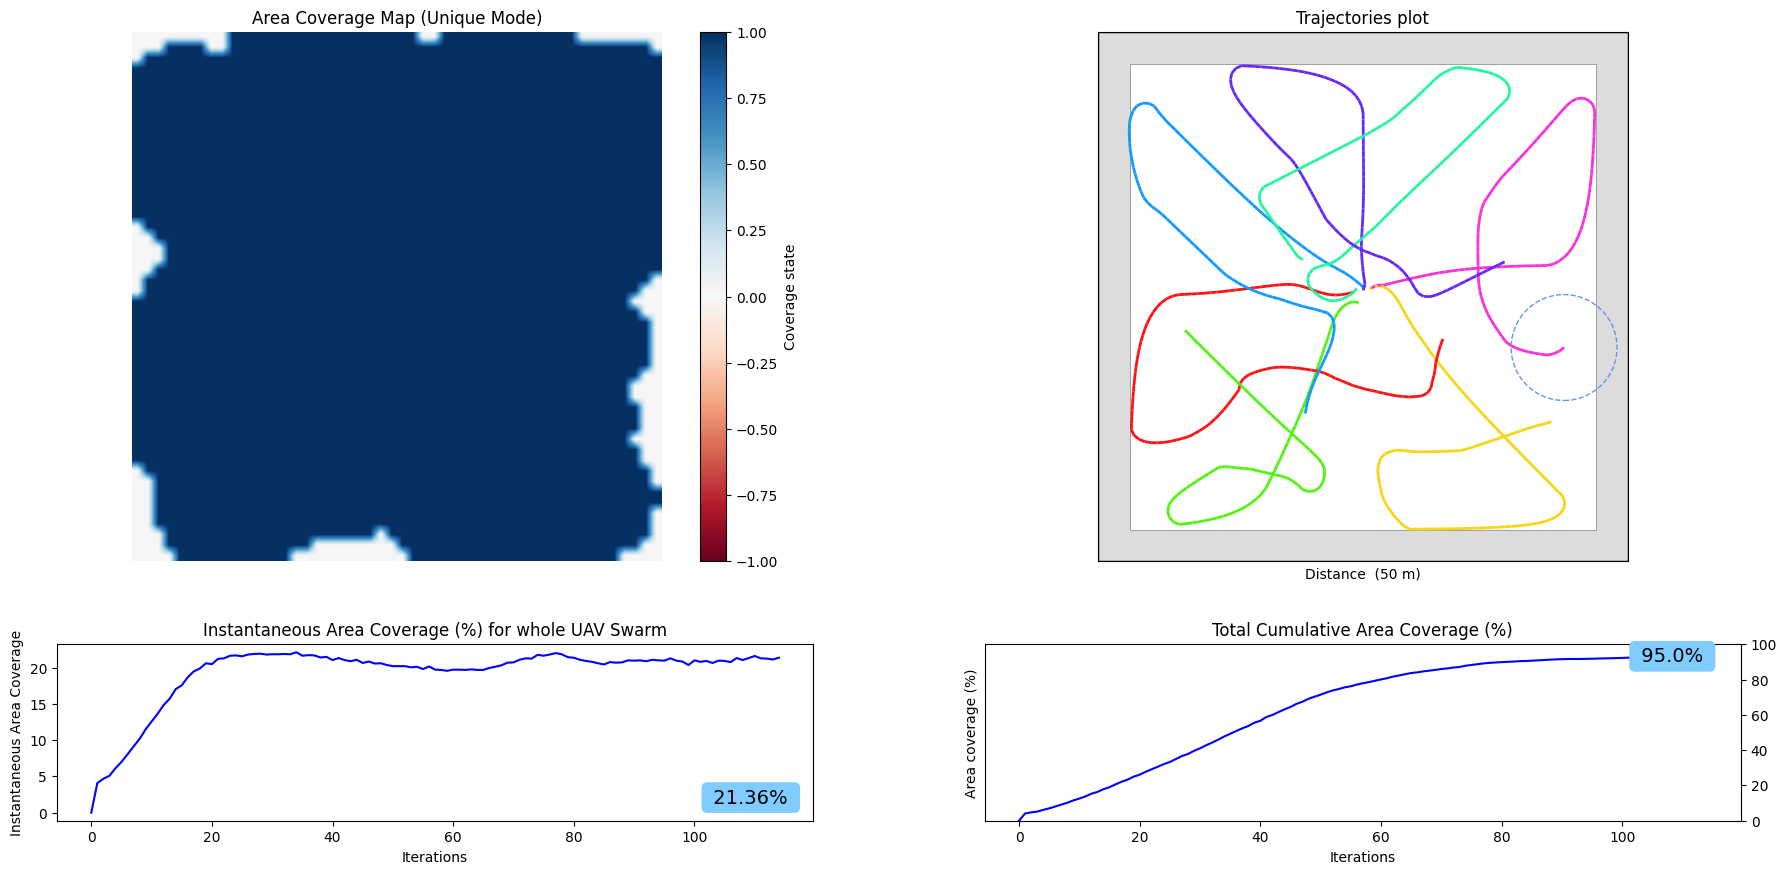 Area Coverage Map (Unique Mode)
1.00
0.75
0.50
0.25
0.00
−0.25
−0.50
−0.75
−1.00
Coverage state
Trajectories plot
Distance  (50 m)
Instantaneous Area Coverage (%) for whole UAV Swarm
Instantaneous Area Coverage
20
15
10
5
0
21.36%
0 20 40 60 80 100
Iterations
Total Cumulative Area Coverage (%)
Area coverage (%)
95.0%
100
80
60
40
20
0
0 20 40 60 80 100
Iterations